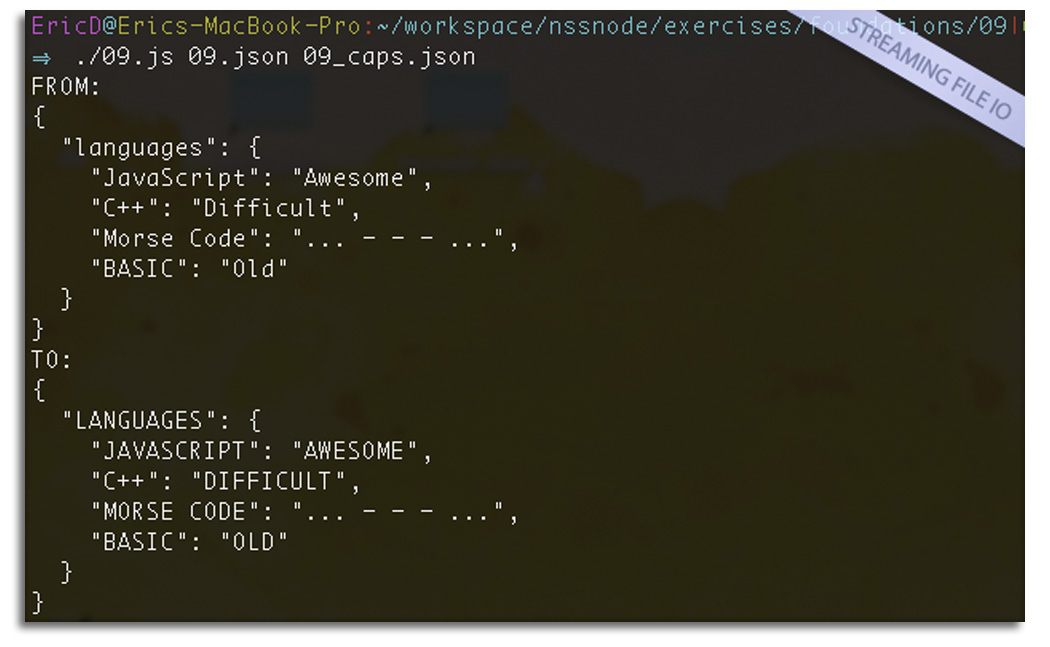 EricD@Erics-MacBook-Pro:~/workspace/nssnode/exercises/foundations/09|
⇒ ./09.js 09.json 09_caps.json
FROM:
{
  "languages": {
    "JavaScript": "Awesome",
    "C++": "Difficult",
    "Morse Code": "... - - - ...",
    "BASIC": "Old"
  }
}
TO:
{
  "LANGUAGES": {
    "JAVASCRIPT": "AWESOME",
    "C++": "DIFFICULT",
    "MORSE CODE": "... - - - ...",
    "BASIC": "OLD"
  }
}
STREAMING FILE IO